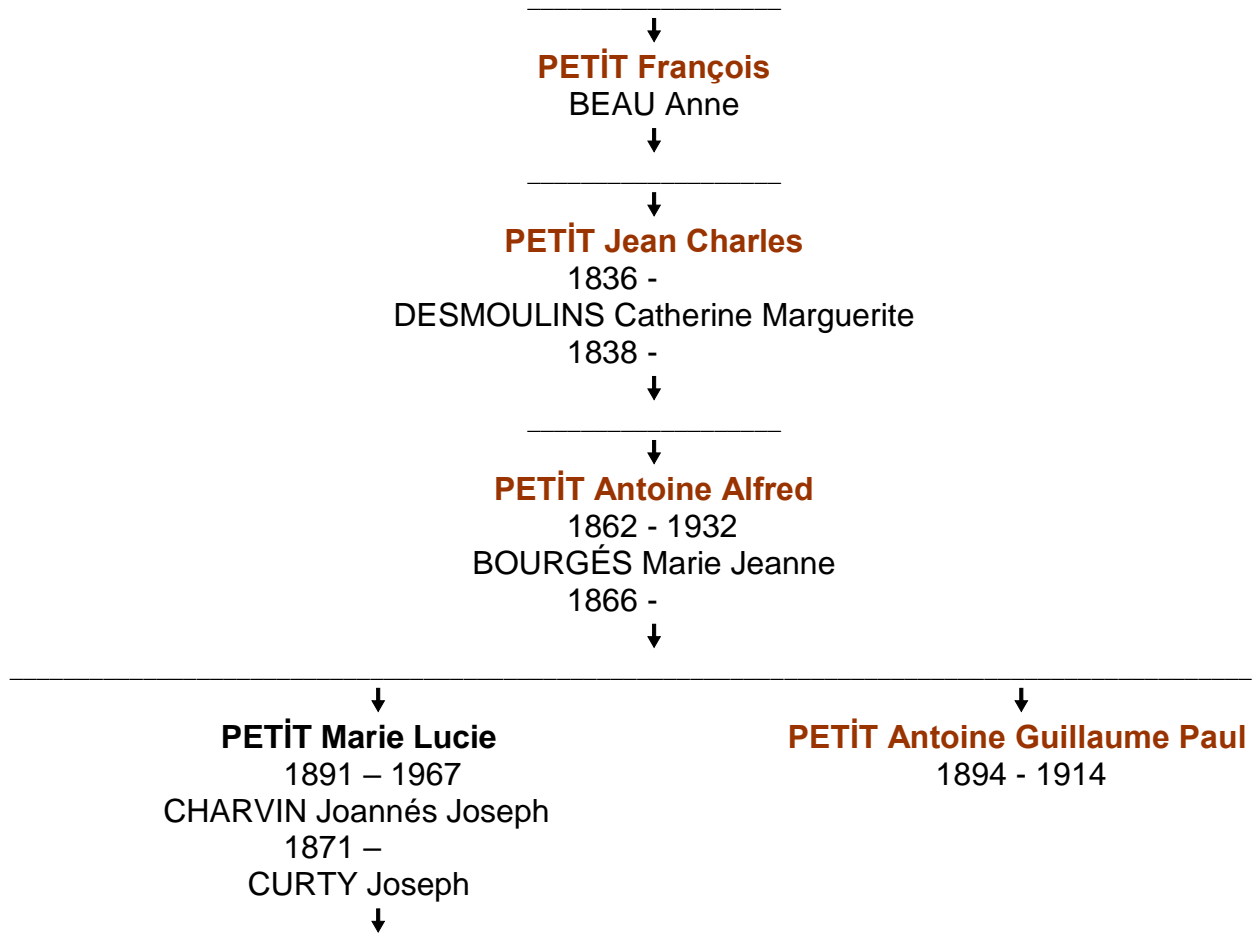 PETİT François
BEAU Anne
PETİT Jean Charles
1836 -
DESMOULINS Catherine Marguerite
1838 -
PETİT Antoine Alfred
1862 - 1932
BOURGÉS Marie Jeanne
1866 -
PETİT Marie Lucie
1891 – 1967
CHARVIN Joannés Joseph
1871 –
CURTY Joseph
PETİT Antoine Guillaume Paul
1894 - 1914